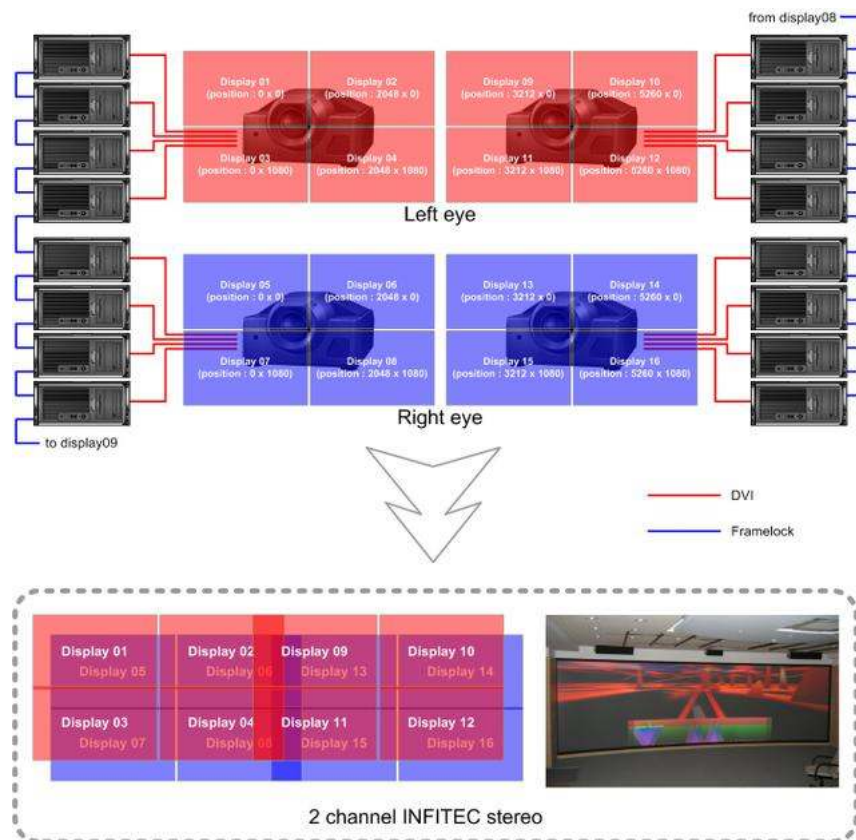 from display08
Display 01
(position : 0 x 0)
Display 02
(position : 2048 x 0)
Display 03
(position : 0 x 1080)
Display 04
(position : 2048 x 1080)
Display 09
(position : 3212 x 0)
Display 10
(position : 5260 x 0)
Display 11
(position : 3212 x 1080)
Display 12
(position : 5260 x 1080)
Left eye
Display 05
(position : 0 x 0)
Display 06
(position : 2048 x 0)
Display 07
(position : 0 x 1080)
Display 08
(position : 2048 x 1080)
Display 13
(position : 3212 x 0)
Display 14
(position : 5260 x 0)
Display 15
(position : 3212 x 1080)
Display 16
(position : 5260 x 1080)
Right eye
to display09
DVI
Framelock
Display 01
Display 05
Display 02
Display 06
Display 09
Display 13
Display 10
Display 14
Display 03
Display 07
Display 04
Display 08
Display 11
Display 15
Display 12
Display 16
2 channel INFITEC stereo